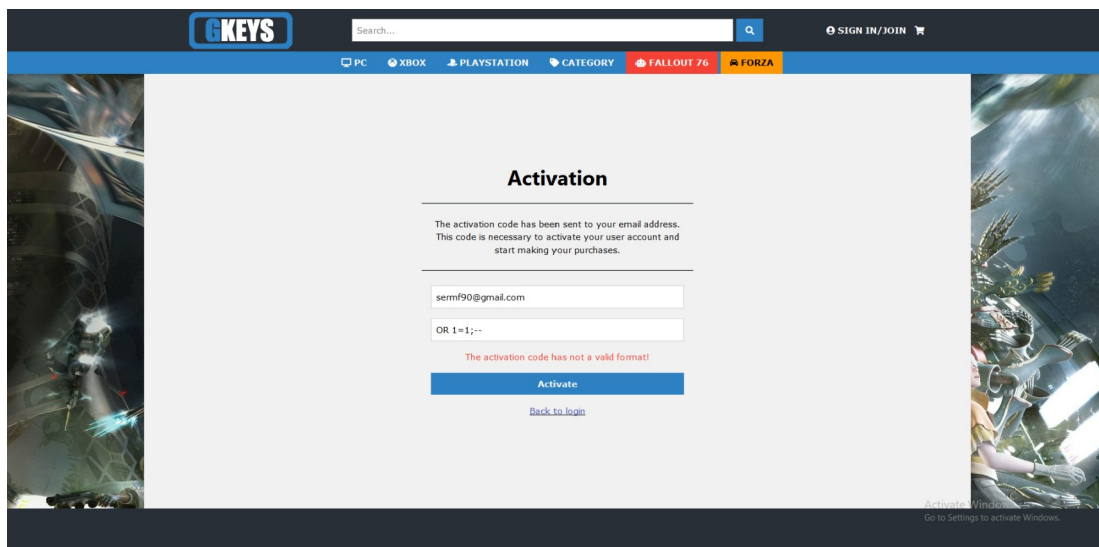 GKEYS
Search...
SIGN IN/JOIN
PC XBOX PLAYSTATION CATEGORY FALLOUT 76 FORZA
Activation
The activation code has been sent to your email address.
This code is necessary to activate your user account and
start making your purchases.
sermf90@gmail.com
OR 1=1;--
The activation code has not a valid format!
Activate
Back to login
Activate Windows
Go to Settings to activate Windows.